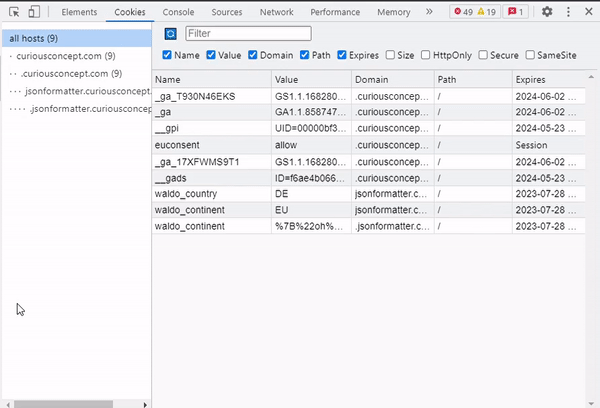 Elements Cookies Console Sources Network Performance Memory » 49 19 1
all hosts (9)
· curiousconcept.com (9)
· · .curiousconcept.com (9)
· · · jsonformatter.curiousconcept.
· · · · .jsonformatter.curiousconcep
Filter
Name Value Domain Path Expires Size HttpOnly Secure SameSite
Name Value Domain Path Expires
_ga_T930N46EKS GS1.1.168280... .curiousconcep... / 2024-06-02 ...
_ga GA1.1.858747... .curiousconcep... / 2024-06-02 ...
__gpi UID=00000bf3... .curiousconcep... / 2024-05-23 ...
euconsent allow .curiousconcep... / Session
_ga_17XFWMS9T1 GS1.1.168280... .curiousconcep... / 2024-06-02 ...
__gads ID=f6ae4b066... .curiousconcep... / 2024-05-23 ...
waldo_country DE jsonformatter.c... / 2023-07-28 ...
waldo_continent EU jsonformatter.c... / 2023-07-28 ...
waldo_continent %7B%22oh%... .jsonformatter.c... / 2023-07-28 ...